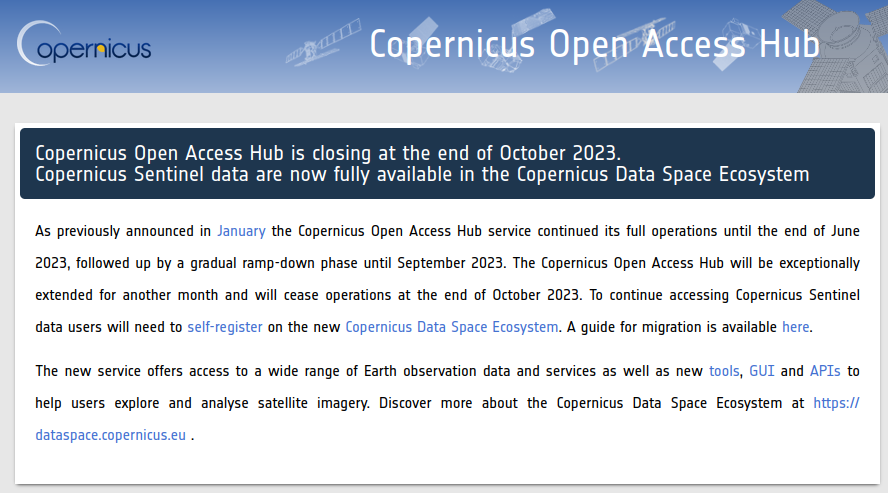 opernicus
Copernicus Open Access Hub
Copernicus Open Access Hub is closing at the end of October 2023.
Copernicus Sentinel data are now fully available in the Copernicus Data Space Ecosystem
As previously announced in January the Copernicus Open Access Hub service continued its full operations until the end of June
2023, followed up by a gradual ramp-down phase until September 2023. The Copernicus Open Access Hub will be exceptionally
extended for another month and will cease operations at the end of October 2023. To continue accessing Copernicus Sentinel
data users will need to self-register on the new Copernicus Data Space Ecosystem. A guide for migration is available here.
The new service offers access to a wide range of Earth observation data and services as well as new tools, GUI and APIs to
help users explore and analyse satellite imagery. Discover more about the Copernicus Data Space Ecosystem at https://
dataspace.copernicus.eu .